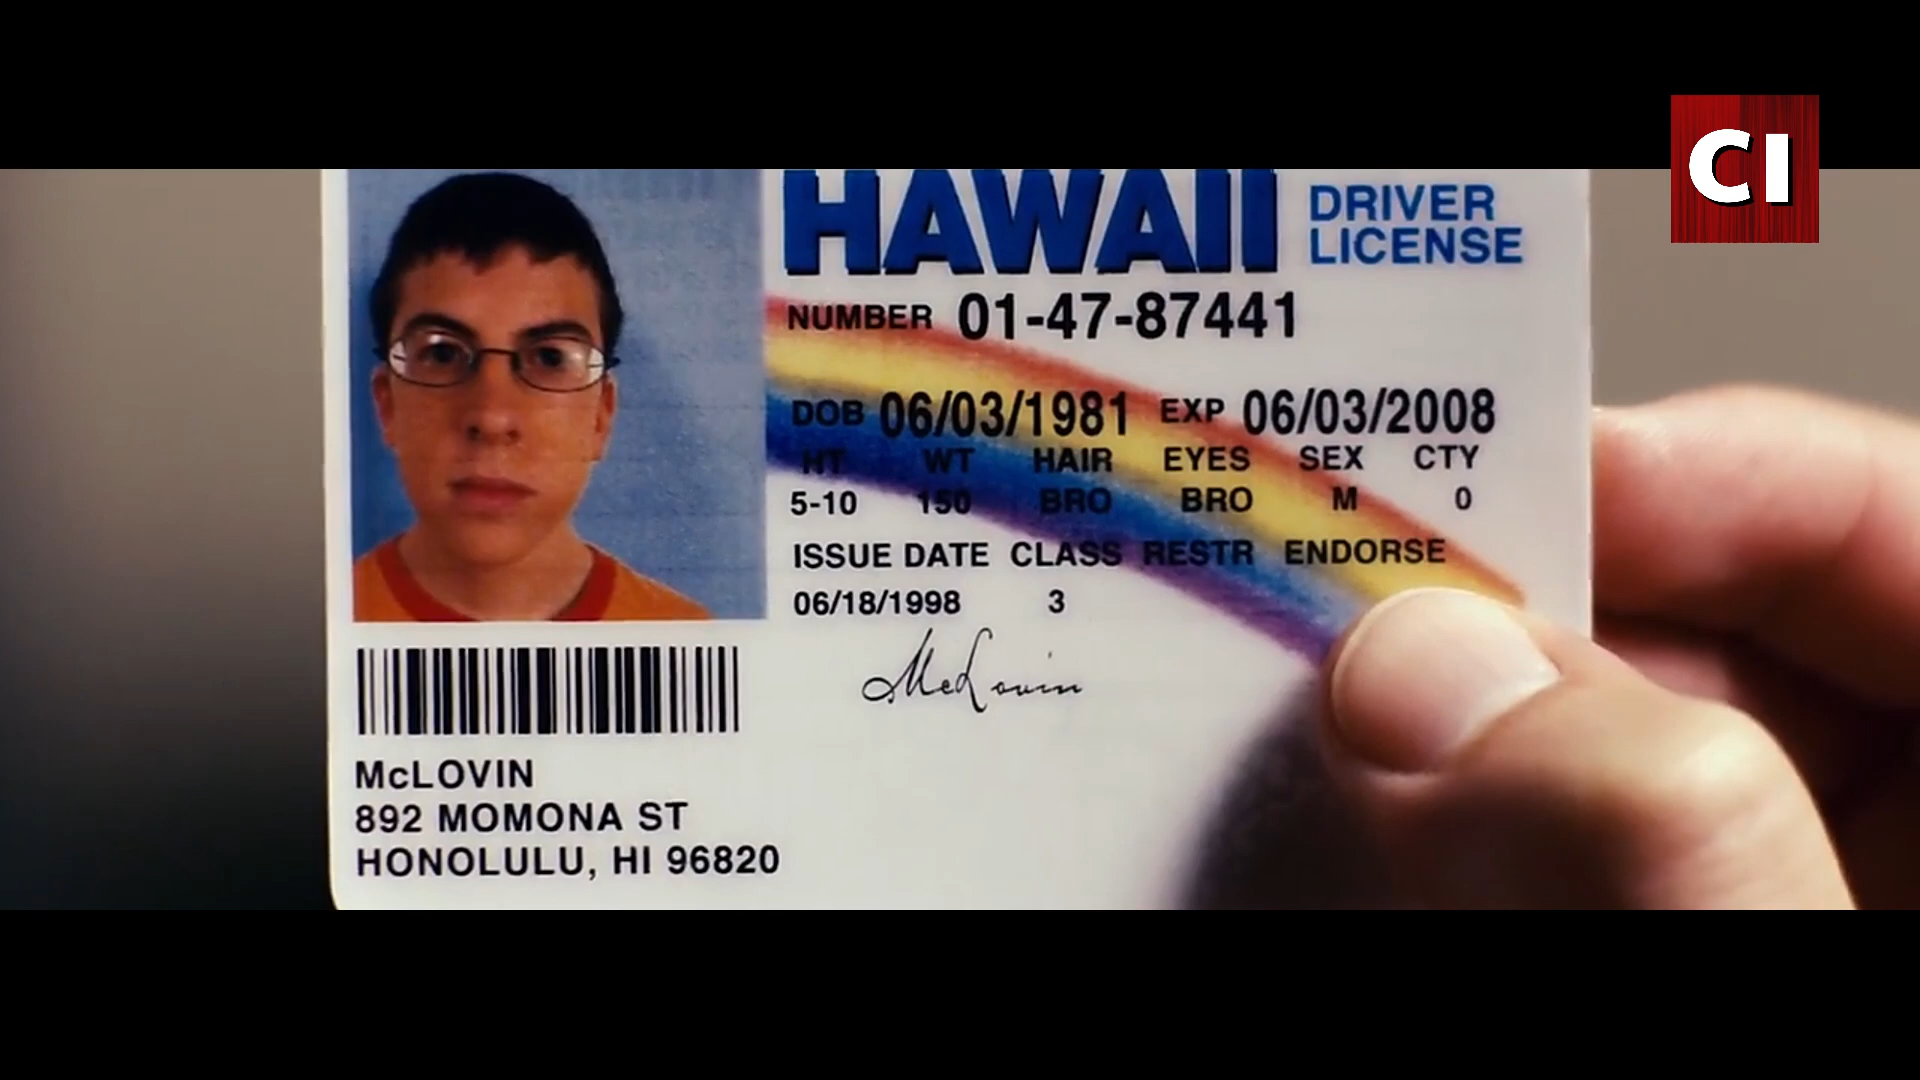 CI
HAWAII DRIVER LICENSE
NUMBER 01-47-87441
DOB 06/03/1981 EXP 06/03/2008
HT WT HAIR EYES SEX CTY
5-10 150 BRO BRO M 0
ISSUE DATE CLASS RESTR ENDORSE
06/18/1998 3
McLovin
McLOVIN
892 MOMONA ST
HONOLULU, HI 96820